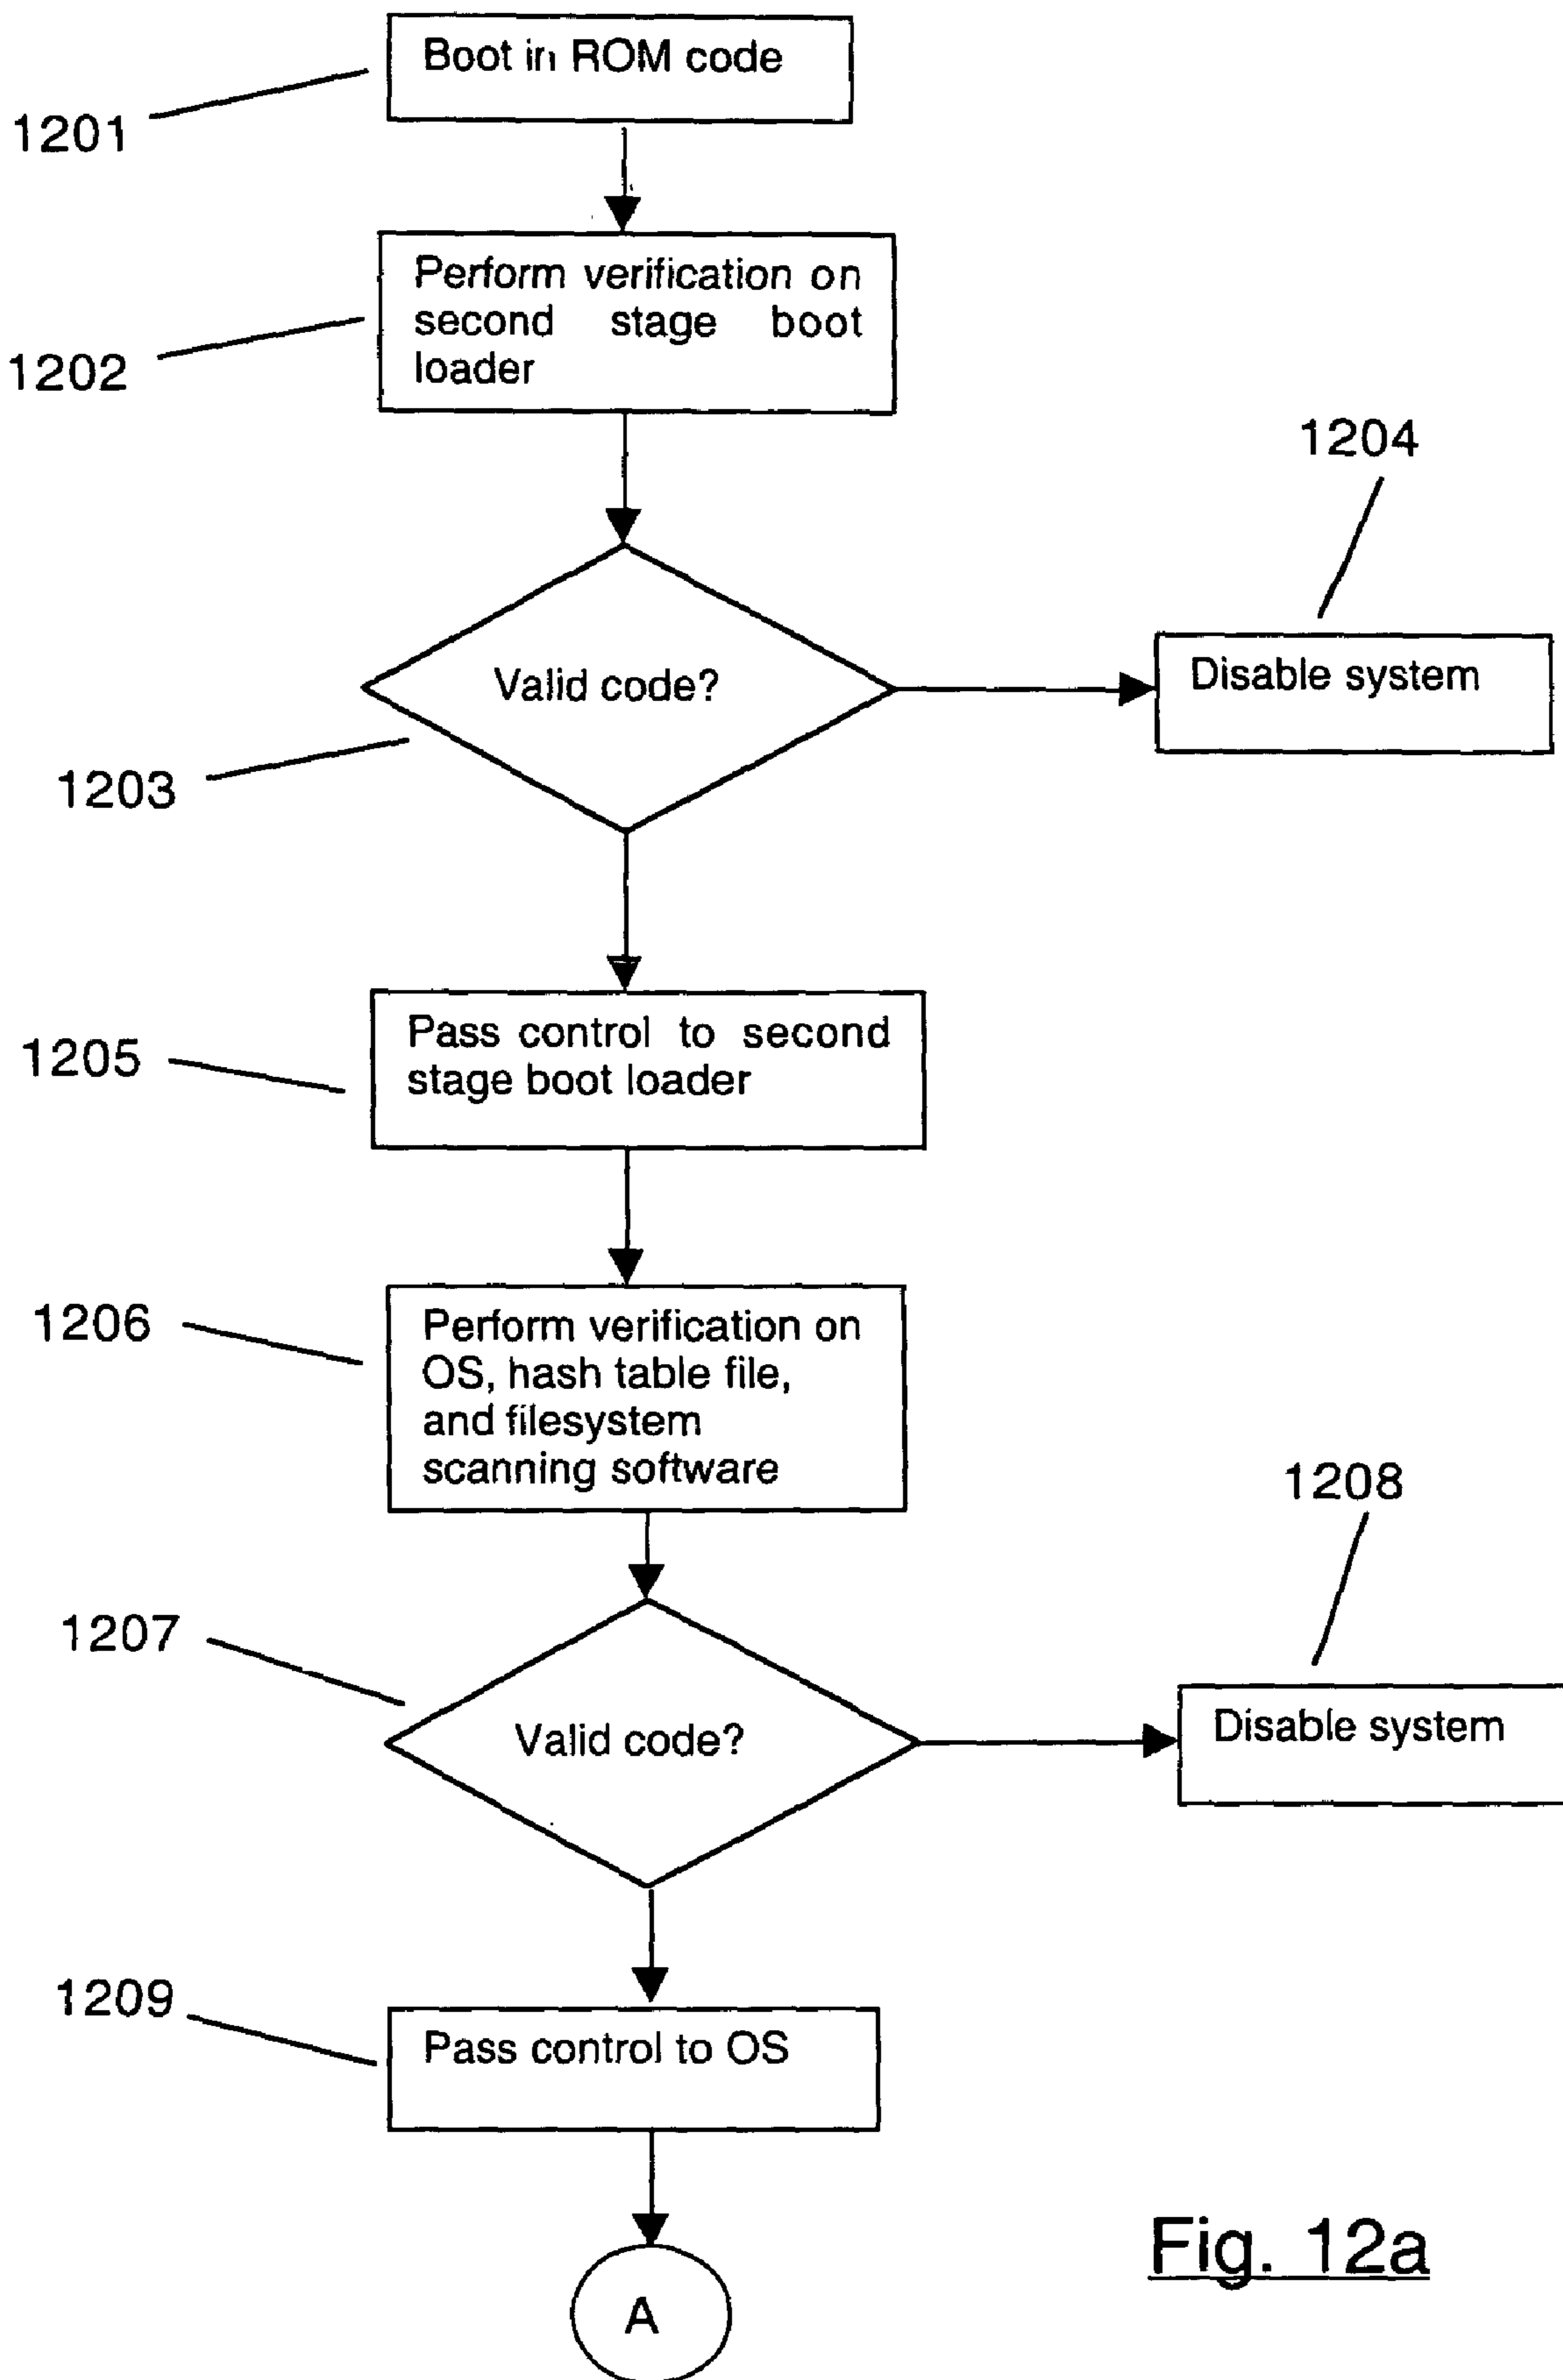 Boot in ROM code
1201
Perform verification on
second stage boot
loader
1202
1204
Valid code?
Disable system
1203
Pass control to second
stage boot loader
1205
1206
Perform verification on
OS, hash table file,
and filesystem
scanning software
1208
1207
Valid code?
Disable system
1209
Pass control to OS
Fig. 12a
A